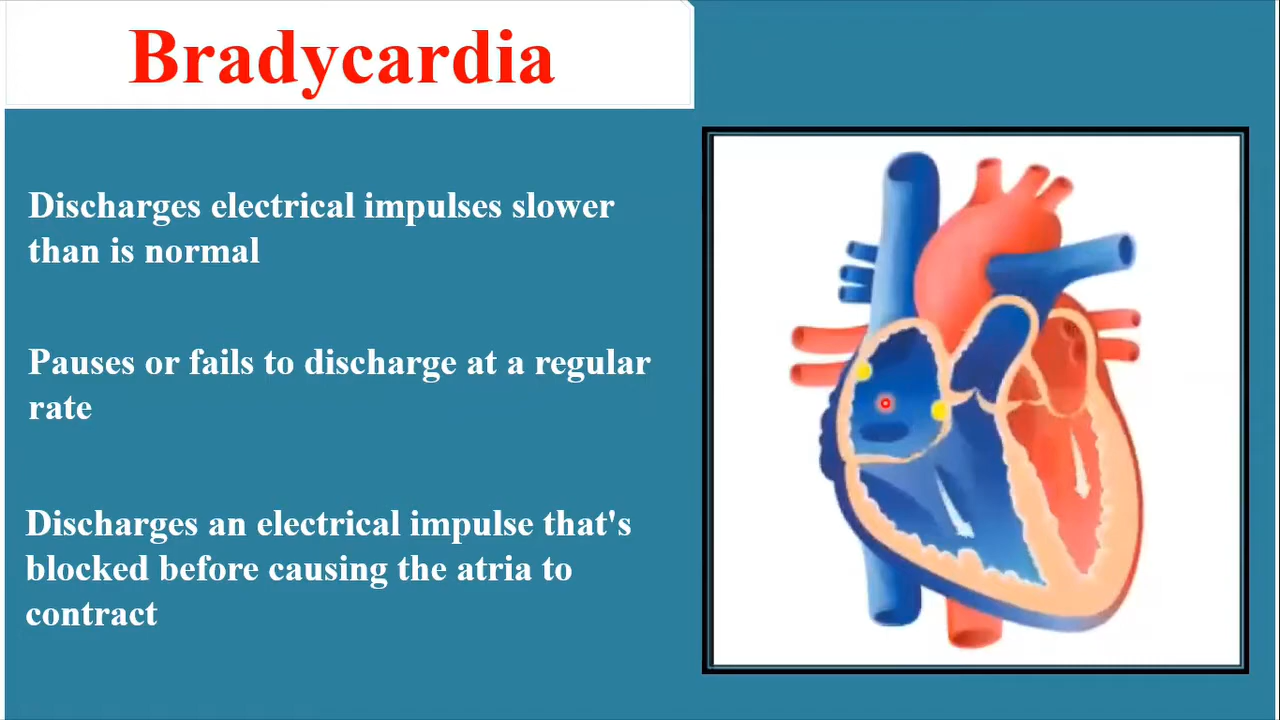 Bradycardia
Discharges electrical impulses slower
than is normal
Pauses or fails to discharge at a regular
rate
Discharges an electrical impulse that's
blocked before causing the atria to
contract